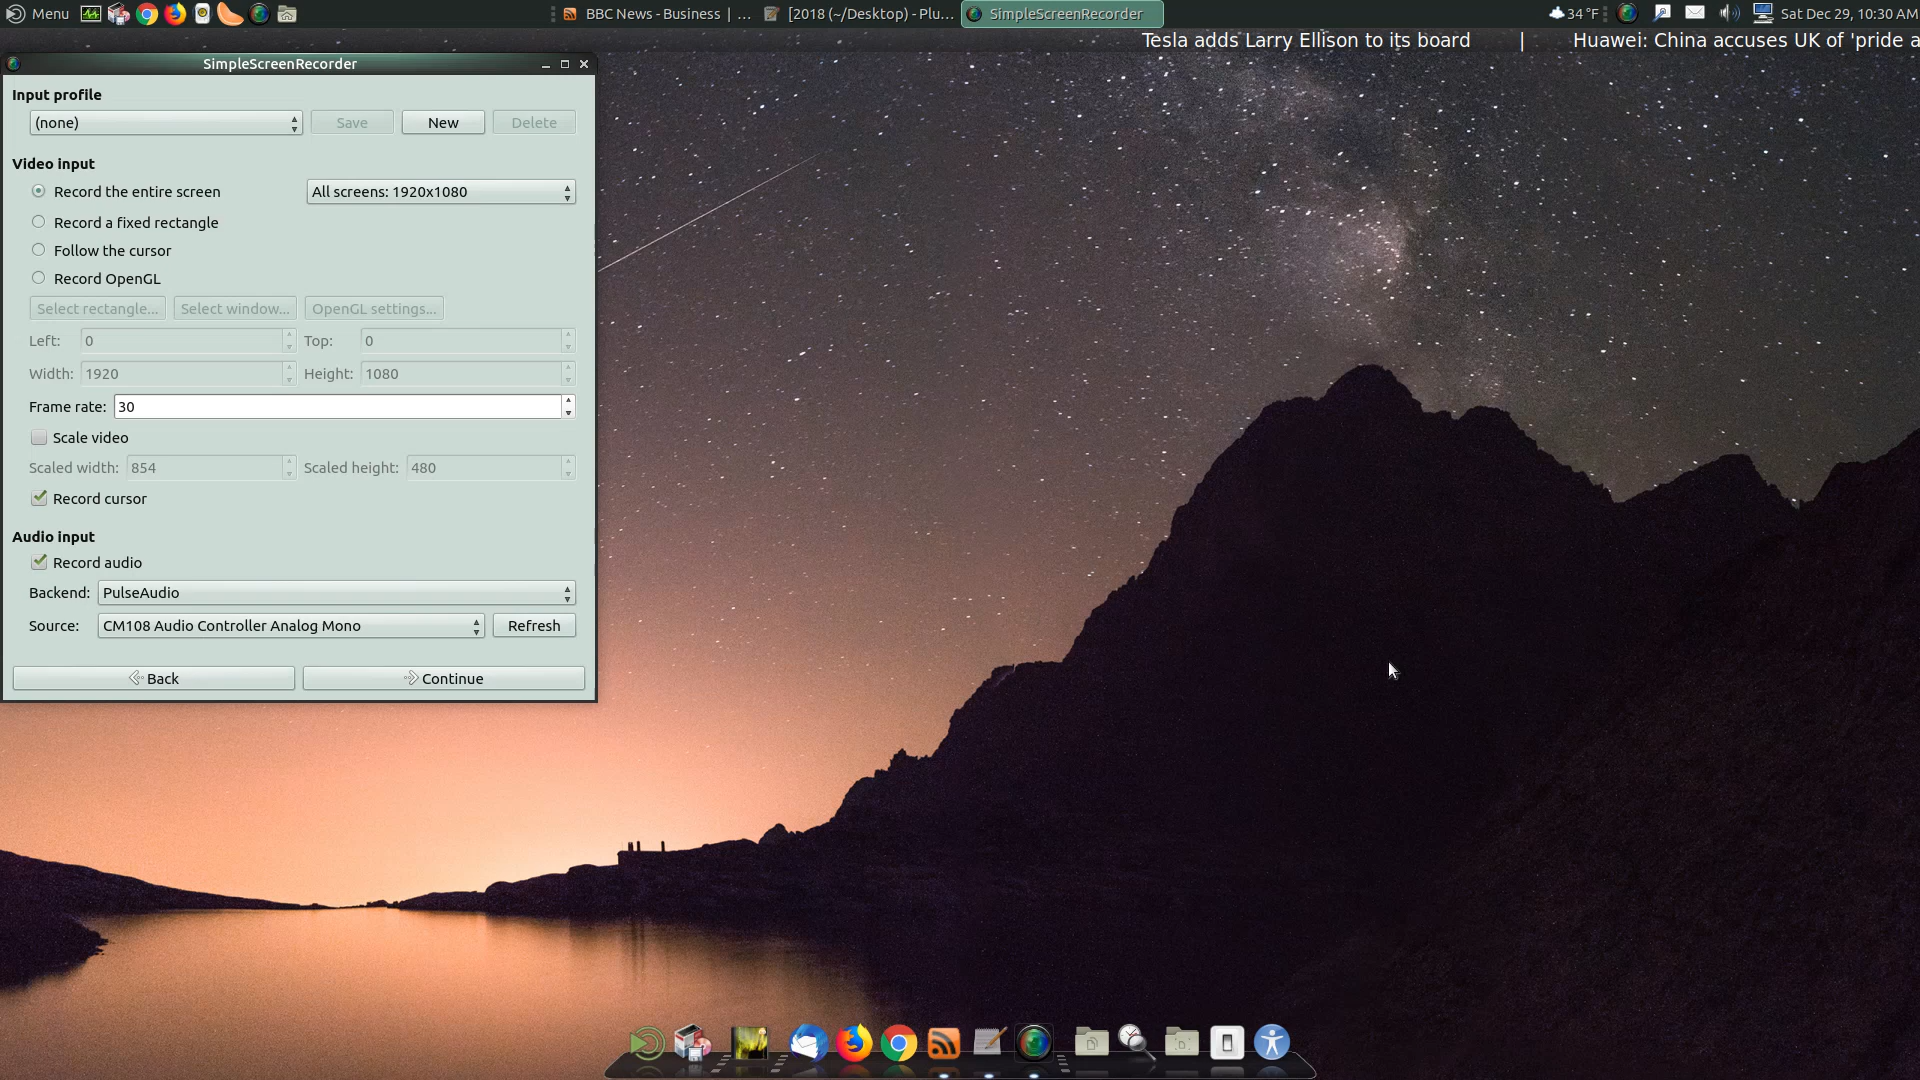 Menu
BBC News - Business | ...
[2018 (~/Desktop) - Plu...
SimpleScreenRecorder
34 °F
Sat Dec 29, 10:30 AM
Tesla adds Larry Ellison to its board | Huawei: China accuses UK of 'pride a
SimpleScreenRecorder
Input profile
(none) Save New Delete
Video input
Record the entire screen All screens: 1920x1080
Record a fixed rectangle
Follow the cursor
Record OpenGL
Select rectangle... Select window... OpenGL settings...
Left: 0 Top: 0
Width: 1920 Height: 1080
Frame rate: 30
Scale video
Scaled width: 854 Scaled height: 480
Record cursor
Audio input
Record audio
Backend: PulseAudio
Source: CM108 Audio Controller Analog Mono Refresh
Back Continue